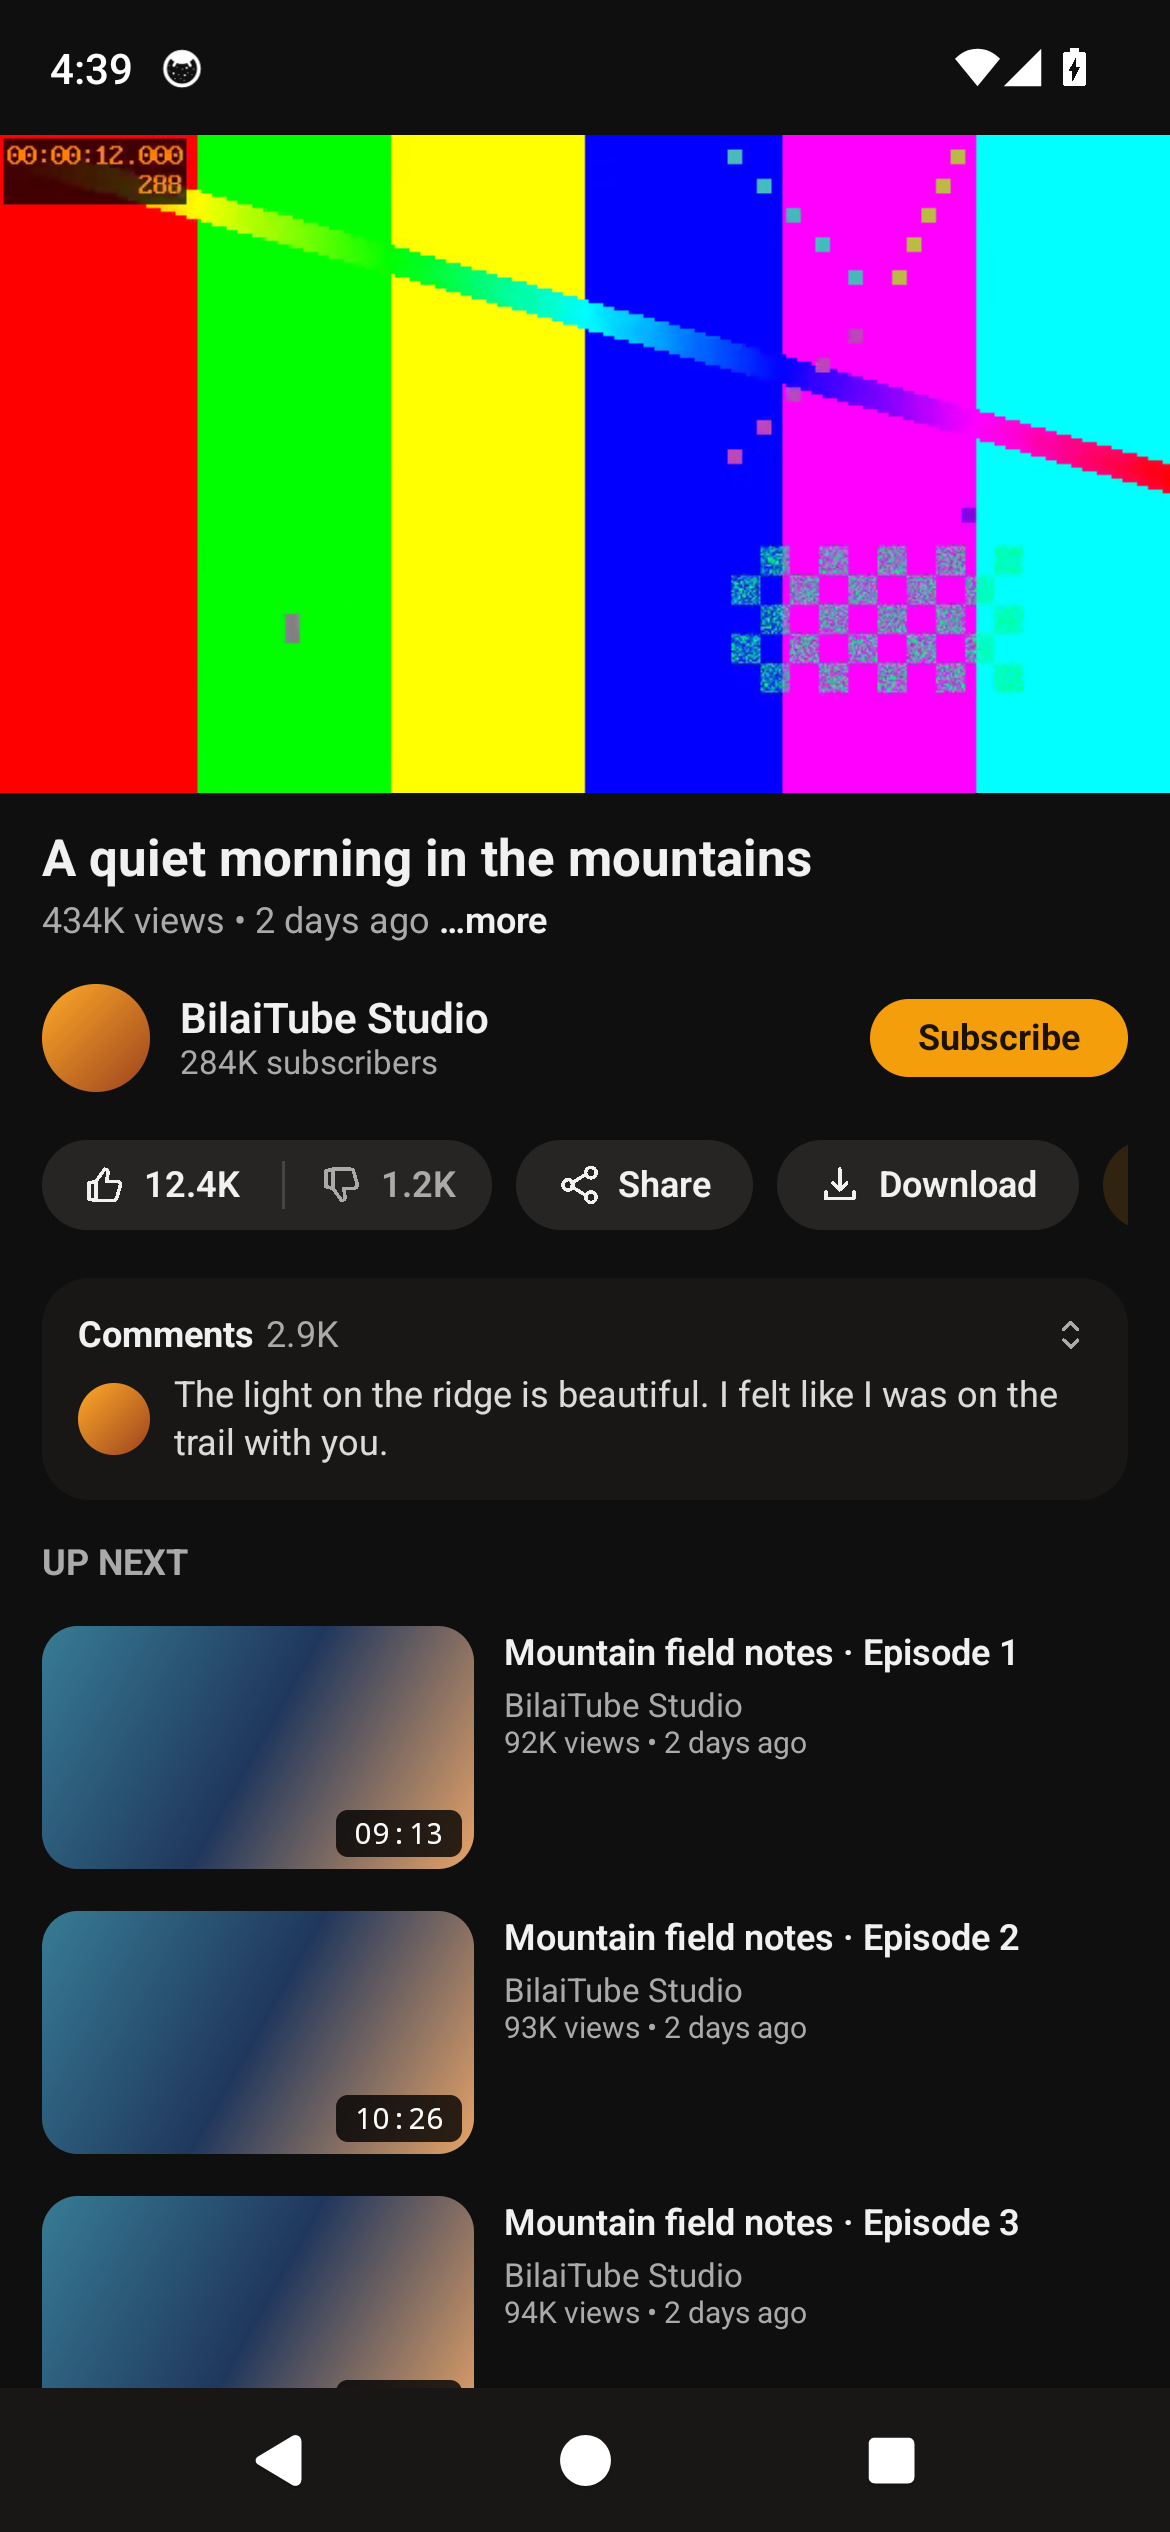 4:39
00:00:12.000
288
A quiet morning in the mountains
434K views • 2 days ago ...more
BilaiTube Studio
284K subscribers
Subscribe
12.4K
1.2K
Share
Download
Comments 2.9K
The light on the ridge is beautiful. I felt like I was on the
trail with you.
UP NEXT
Mountain field notes · Episode 1
BilaiTube Studio
92K views • 2 days ago
09:13
Mountain field notes · Episode 2
BilaiTube Studio
93K views • 2 days ago
10:26
Mountain field notes · Episode 3
BilaiTube Studio
94K views • 2 days ago